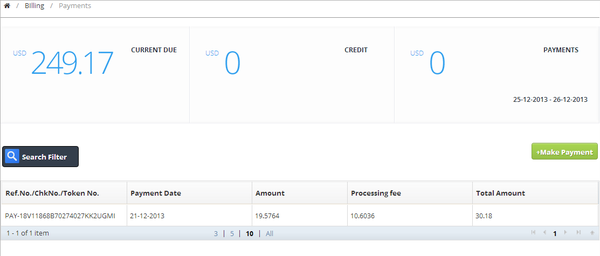 / Billing / Payments
USD 249.17 CURRENT DUE
USD 0 CREDIT
USD 0 PAYMENTS
25-12-2013 - 26-12-2013
Search Filter
+Make Payment
Ref.No./ChkNo./Token No. Payment Date Amount Processing fee Total Amount
PAY-18V11868B70274027KK2UGMI 21-12-2013 19.5764 10.6036 30.18
1 - 1 of 1 item 3 | 5 | 10 | All 1